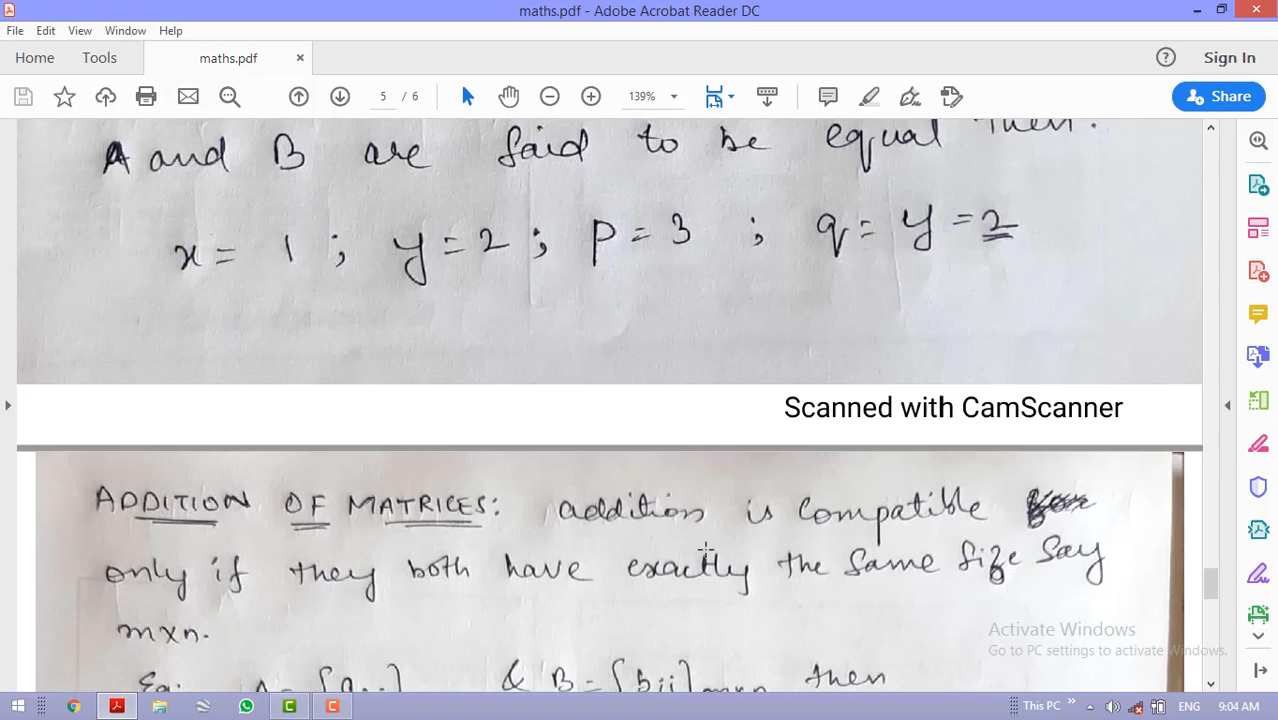 maths.pdf - Adobe Acrobat Reader DC
File Edit View Window Help
Home Tools maths.pdf × Sign In
5 / 6 139% Share
A and B are said to be equal then.
x = 1 ; y = 2 ; p = 3 ; q = y = 2
Scanned with CamScanner
ADDITION OF MATRICES: addition is compatible
only if they both have exactly the same size say
m×n.
Eg: A = [aij] & B = [bij]m×n then
Activate Windows
Go to PC settings to activate Windows.
This PC » ENG 9:04 AM